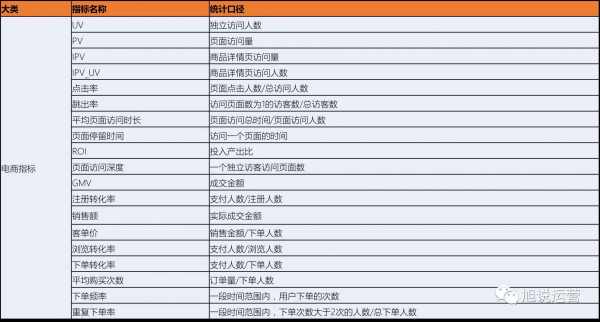 大类 指标名称 统计口径
UV 独立访问人数
PV 页面访问量
IPV 商品详情页访问量
IPV_UV 商品详情页访问人数
点击率 页面点击人数/总访问人数
跳出率 访问页面数为1的访客数/总访客数
平均页面访问时长 页面访问总时间/页面访问人数
页面停留时间 访问一个页面的时间
ROI 投入产出比
电商指标 页面访问深度 一个独立访客访问页面数
GMV 成交金额
注册转化率 支付人数/注册人数
销售额 实际成交金额
客单价 销售金额/下单人数
浏览转化率 支付人数/浏览人数
下单转化率 支付人数/下单人数
平均购买次数 订单量/下单人数
下单频率 一段时间范围内，用户下单的次数
重复下单率 一段时间范围内，下单次数大于2次的人数/总下单人数
旭说运营